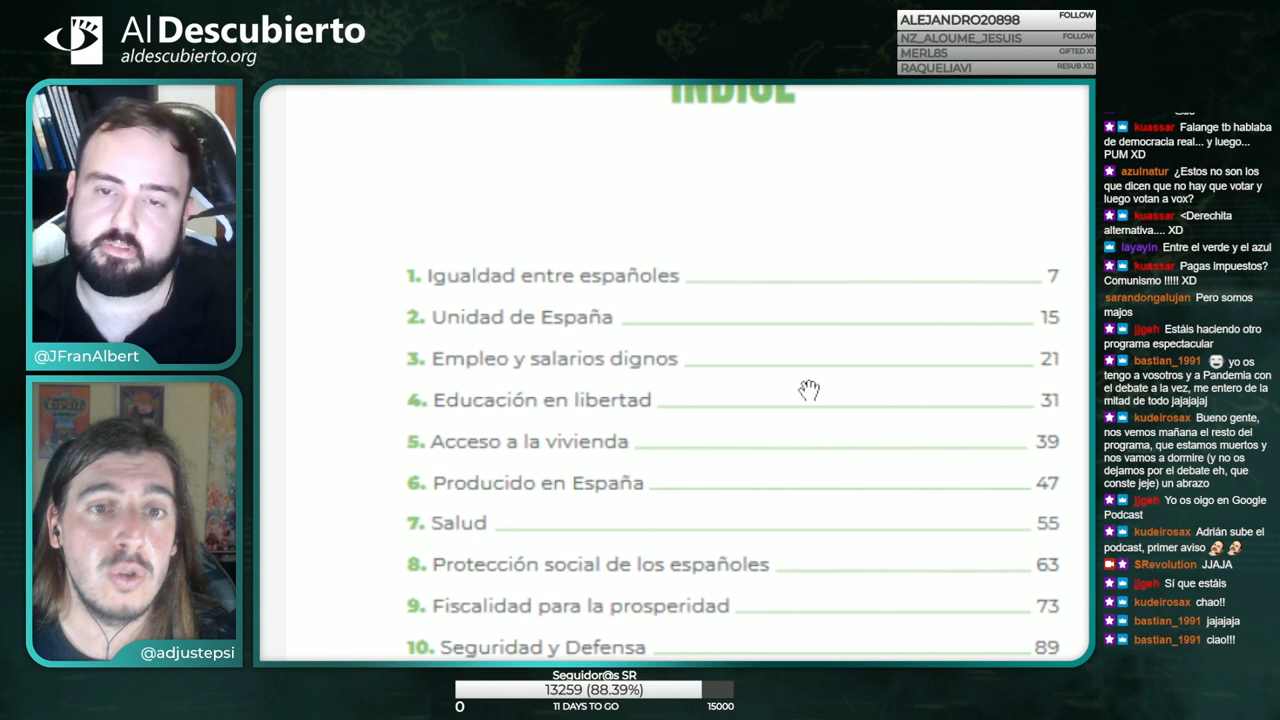 Al Descubierto
aldescubierto.org
ALEJANDRO20898 FOLLOW
NZ_ALOUME_JESUIS FOLLOW
MERL85 GIFTED X1
RAQUELIAVI RESUB X12
@JFranAlbert
@adjustepsi
ÍNDICE
1. Igualdad entre españoles 7
2. Unidad de España 15
3. Empleo y salarios dignos 21
4. Educación en libertad 31
5. Acceso a la vivienda 39
6. Producido en España 47
7. Salud 55
8. Protección social de los españoles 63
9. Fiscalidad para la prosperidad 73
10. Seguridad y Defensa 89
kuassar Falange tb hablaba
de democracia real... y luego...
PUM XD
azulnatur ¿Estos no son los
que dicen que no hay que votar y
luego votan a vox?
kuassar <Derechita
alternativa.... XD
layayin Entre el verde y el azul
kuassar Pagas impuestos?
Comunismo !!!!! XD
sarandongalujan Pero somos
majos
jjgeh Estáis haciendo otro
programa espectacular
bastian_1991 yo os
tengo a vosotros y a Pandemia con
el debate a la vez, me entero de la
mitad de todo jajajajaj
kudeirosax Bueno gente,
nos vemos mañana el resto del
programa, que estamos muertos y
nos vamos a dormire (y no os
dejamos por el debate eh, que
conste jeje) un abrazo
jjgeh Yo os oigo en Google
Podcast
kudeirosax Adrián sube el
podcast, primer aviso
SRevolution JJAJA
jjgeh Sí que estáis
kudeirosax chao!!
bastian_1991 jajajaja
bastian_1991 ciao!!!
Seguidor@s SR
13259 (88.39%)
0 11 DAYS TO GO 15000